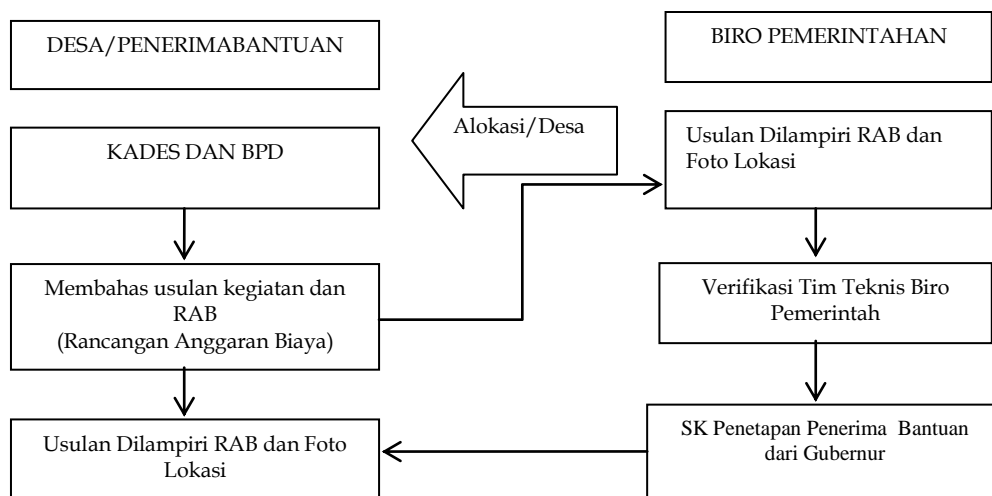 DESA/PENERIMABANTUAN
BIRO PEMERINTAHAN
Alokasi/Desa
KADES DAN BPD
Usulan Dilampiri RAB dan
Foto Lokasi
Membahas usulan kegiatan dan
RAB
(Rancangan Anggaran Biaya)
Verifikasi Tim Teknis Biro
Pemerintah
Usulan Dilampiri RAB dan Foto
Lokasi
SK Penetapan Penerima Bantuan
dari Gubernur